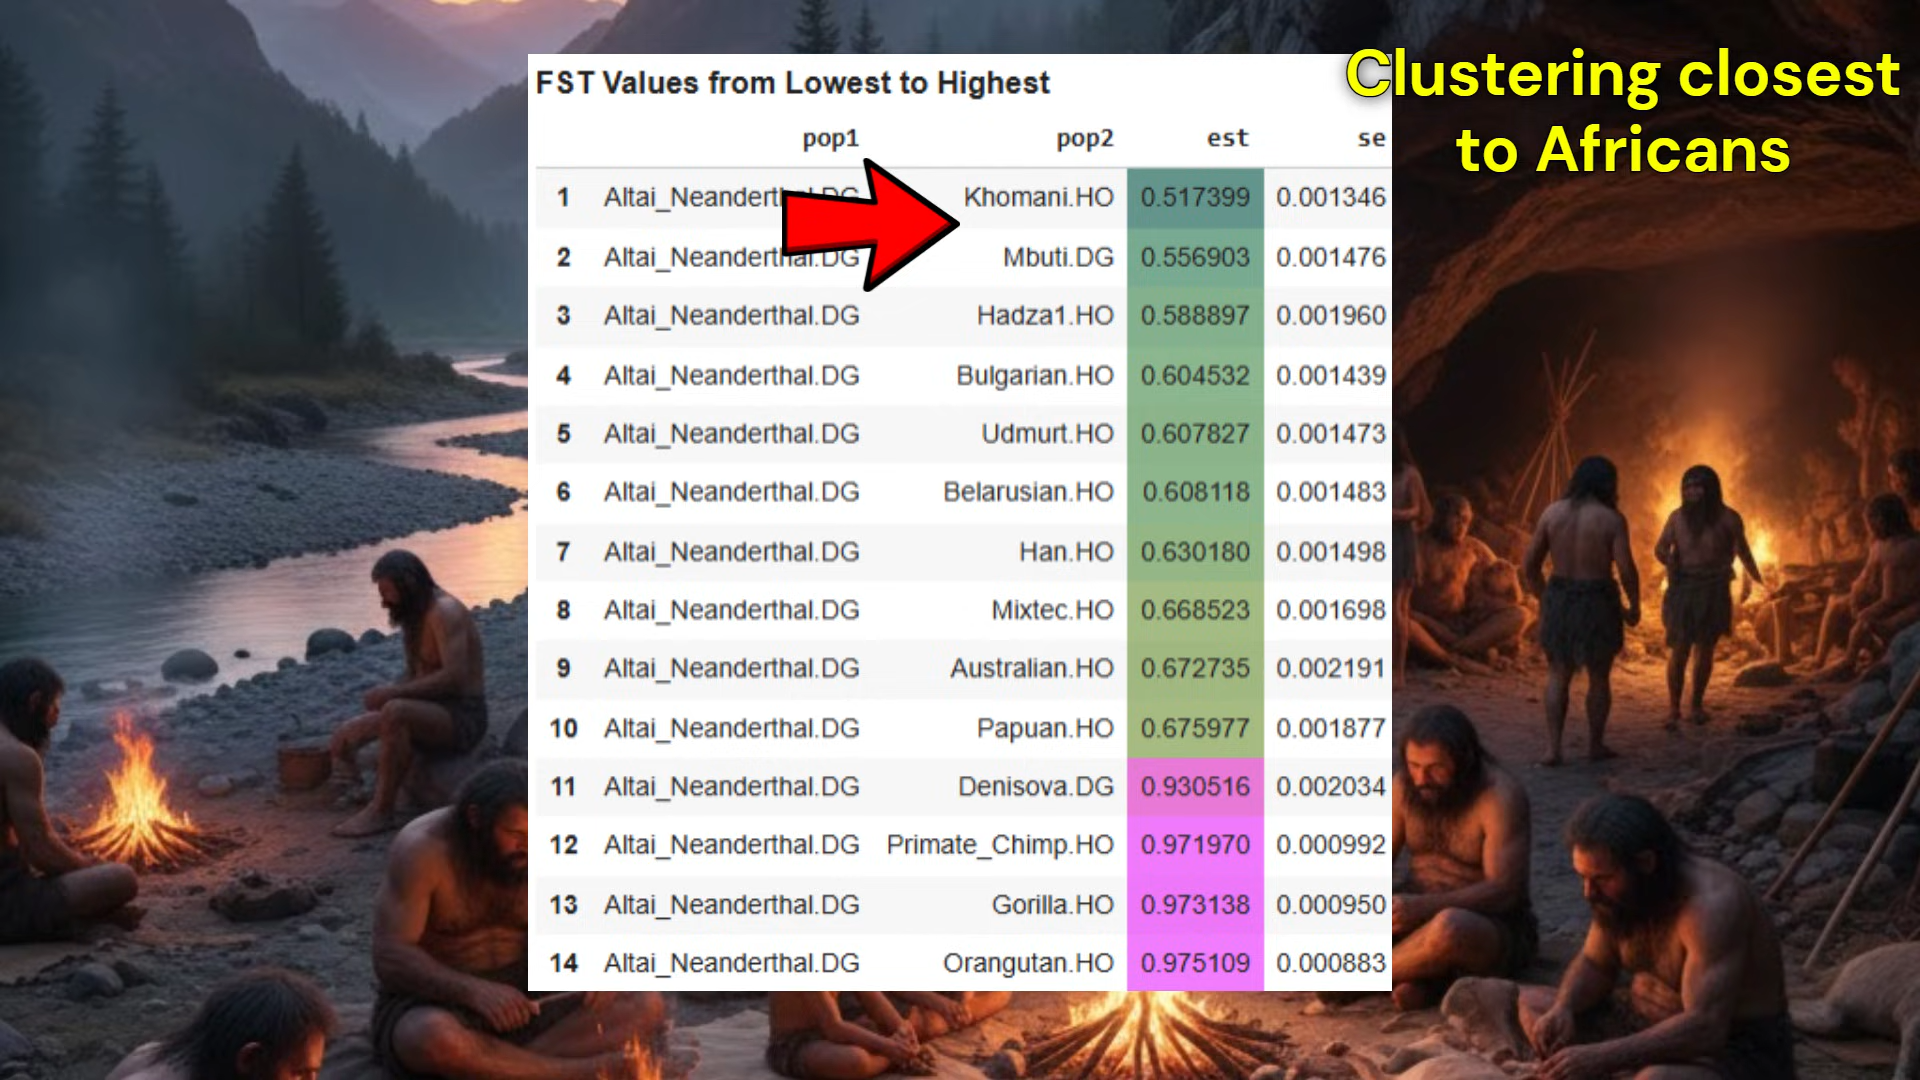 Clustering closest
to Africans
FST Values from Lowest to Highest
pop1 pop2 est se
1 Altai_Neanderthal.DG Khomani.HO 0.517399 0.001346
2 Altai_Neanderthal.DG Mbuti.DG 0.556903 0.001476
3 Altai_Neanderthal.DG Hadza1.HO 0.588897 0.001960
4 Altai_Neanderthal.DG Bulgarian.HO 0.604532 0.001439
5 Altai_Neanderthal.DG Udmurt.HO 0.607827 0.001473
6 Altai_Neanderthal.DG Belarusian.HO 0.608118 0.001483
7 Altai_Neanderthal.DG Han.HO 0.630180 0.001498
8 Altai_Neanderthal.DG Mixtec.HO 0.668523 0.001698
9 Altai_Neanderthal.DG Australian.HO 0.672735 0.002191
10 Altai_Neanderthal.DG Papuan.HO 0.675977 0.001877
11 Altai_Neanderthal.DG Denisova.DG 0.930516 0.002034
12 Altai_Neanderthal.DG Primate_Chimp.HO 0.971970 0.000992
13 Altai_Neanderthal.DG Gorilla.HO 0.973138 0.000950
14 Altai_Neanderthal.DG Orangutan.HO 0.975109 0.000883